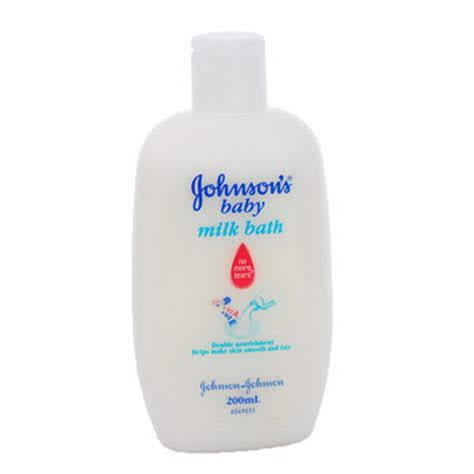 Johnson's
baby
milk bath
no
more
tears
Double nourishment
Helps make skin smooth and fair
Johnson & Johnson
200mL